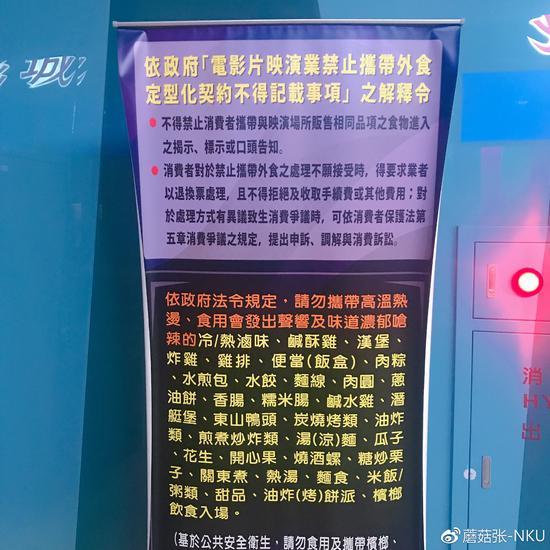 依政府「電影片映演業禁止攜帶外食
定型化契約不得記載事項」之解釋令
• 不得禁止消費者攜帶與映演場所販售相同品項之食物進入
之揭示、標示或口頭告知。
• 消費者對於禁止攜帶外食之處理不願接受時，得要求業者
以退換票處理，且不得拒絕及收取手續費或其他費用；對
於處理方式有異議致生消費爭議時，可依消費者保護法第
五章消費爭議之規定，提出申訴、調解與消費訴訟。
依政府法令規定，請勿攜帶高溫熱
燙、食用會發出聲響及味道濃郁嗆
辣的冷/熱滷味、鹹酥雞、漢堡、
炸雞、雞排、便當(飯盒)、肉粽
、水煎包、水餃、麵線、肉圓、蔥
油餅、香腸、糯米腸、鹹水雞、潛
艇堡、東山鴨頭、炭燒烤類、油炸
類、煎煮炒炸類、湯(涼)麵、瓜子
、花生、開心果、燒酒螺、糖炒栗
子、關東煮、熱湯、麵食、米飯/
粥類、甜品、油炸(烤)餅派、檳榔
飲食入場。
(基於公共安全衛生，請勿食用及攜帶檳榔、
消
HY
出
蘑菇张-NKU